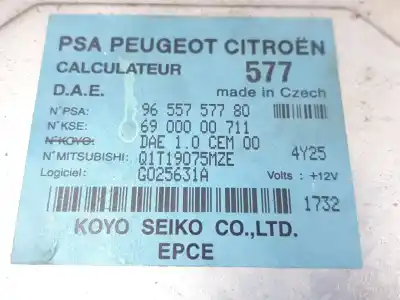 PSA PEUGEOT CITROËN
CALCULATEUR 577
D.A.E. made in Czech
N°PSA: 96 557 577 80
N°KSE: 69 000 00 711
N°KOYO: DAE 1.0 CEM 00
N°MITSUBISHI: Q1T19075MZE 4Y25
Logiciel: G025631A Volts : +12V
1732
KOYO SEIKO CO.,LTD.
EPCE